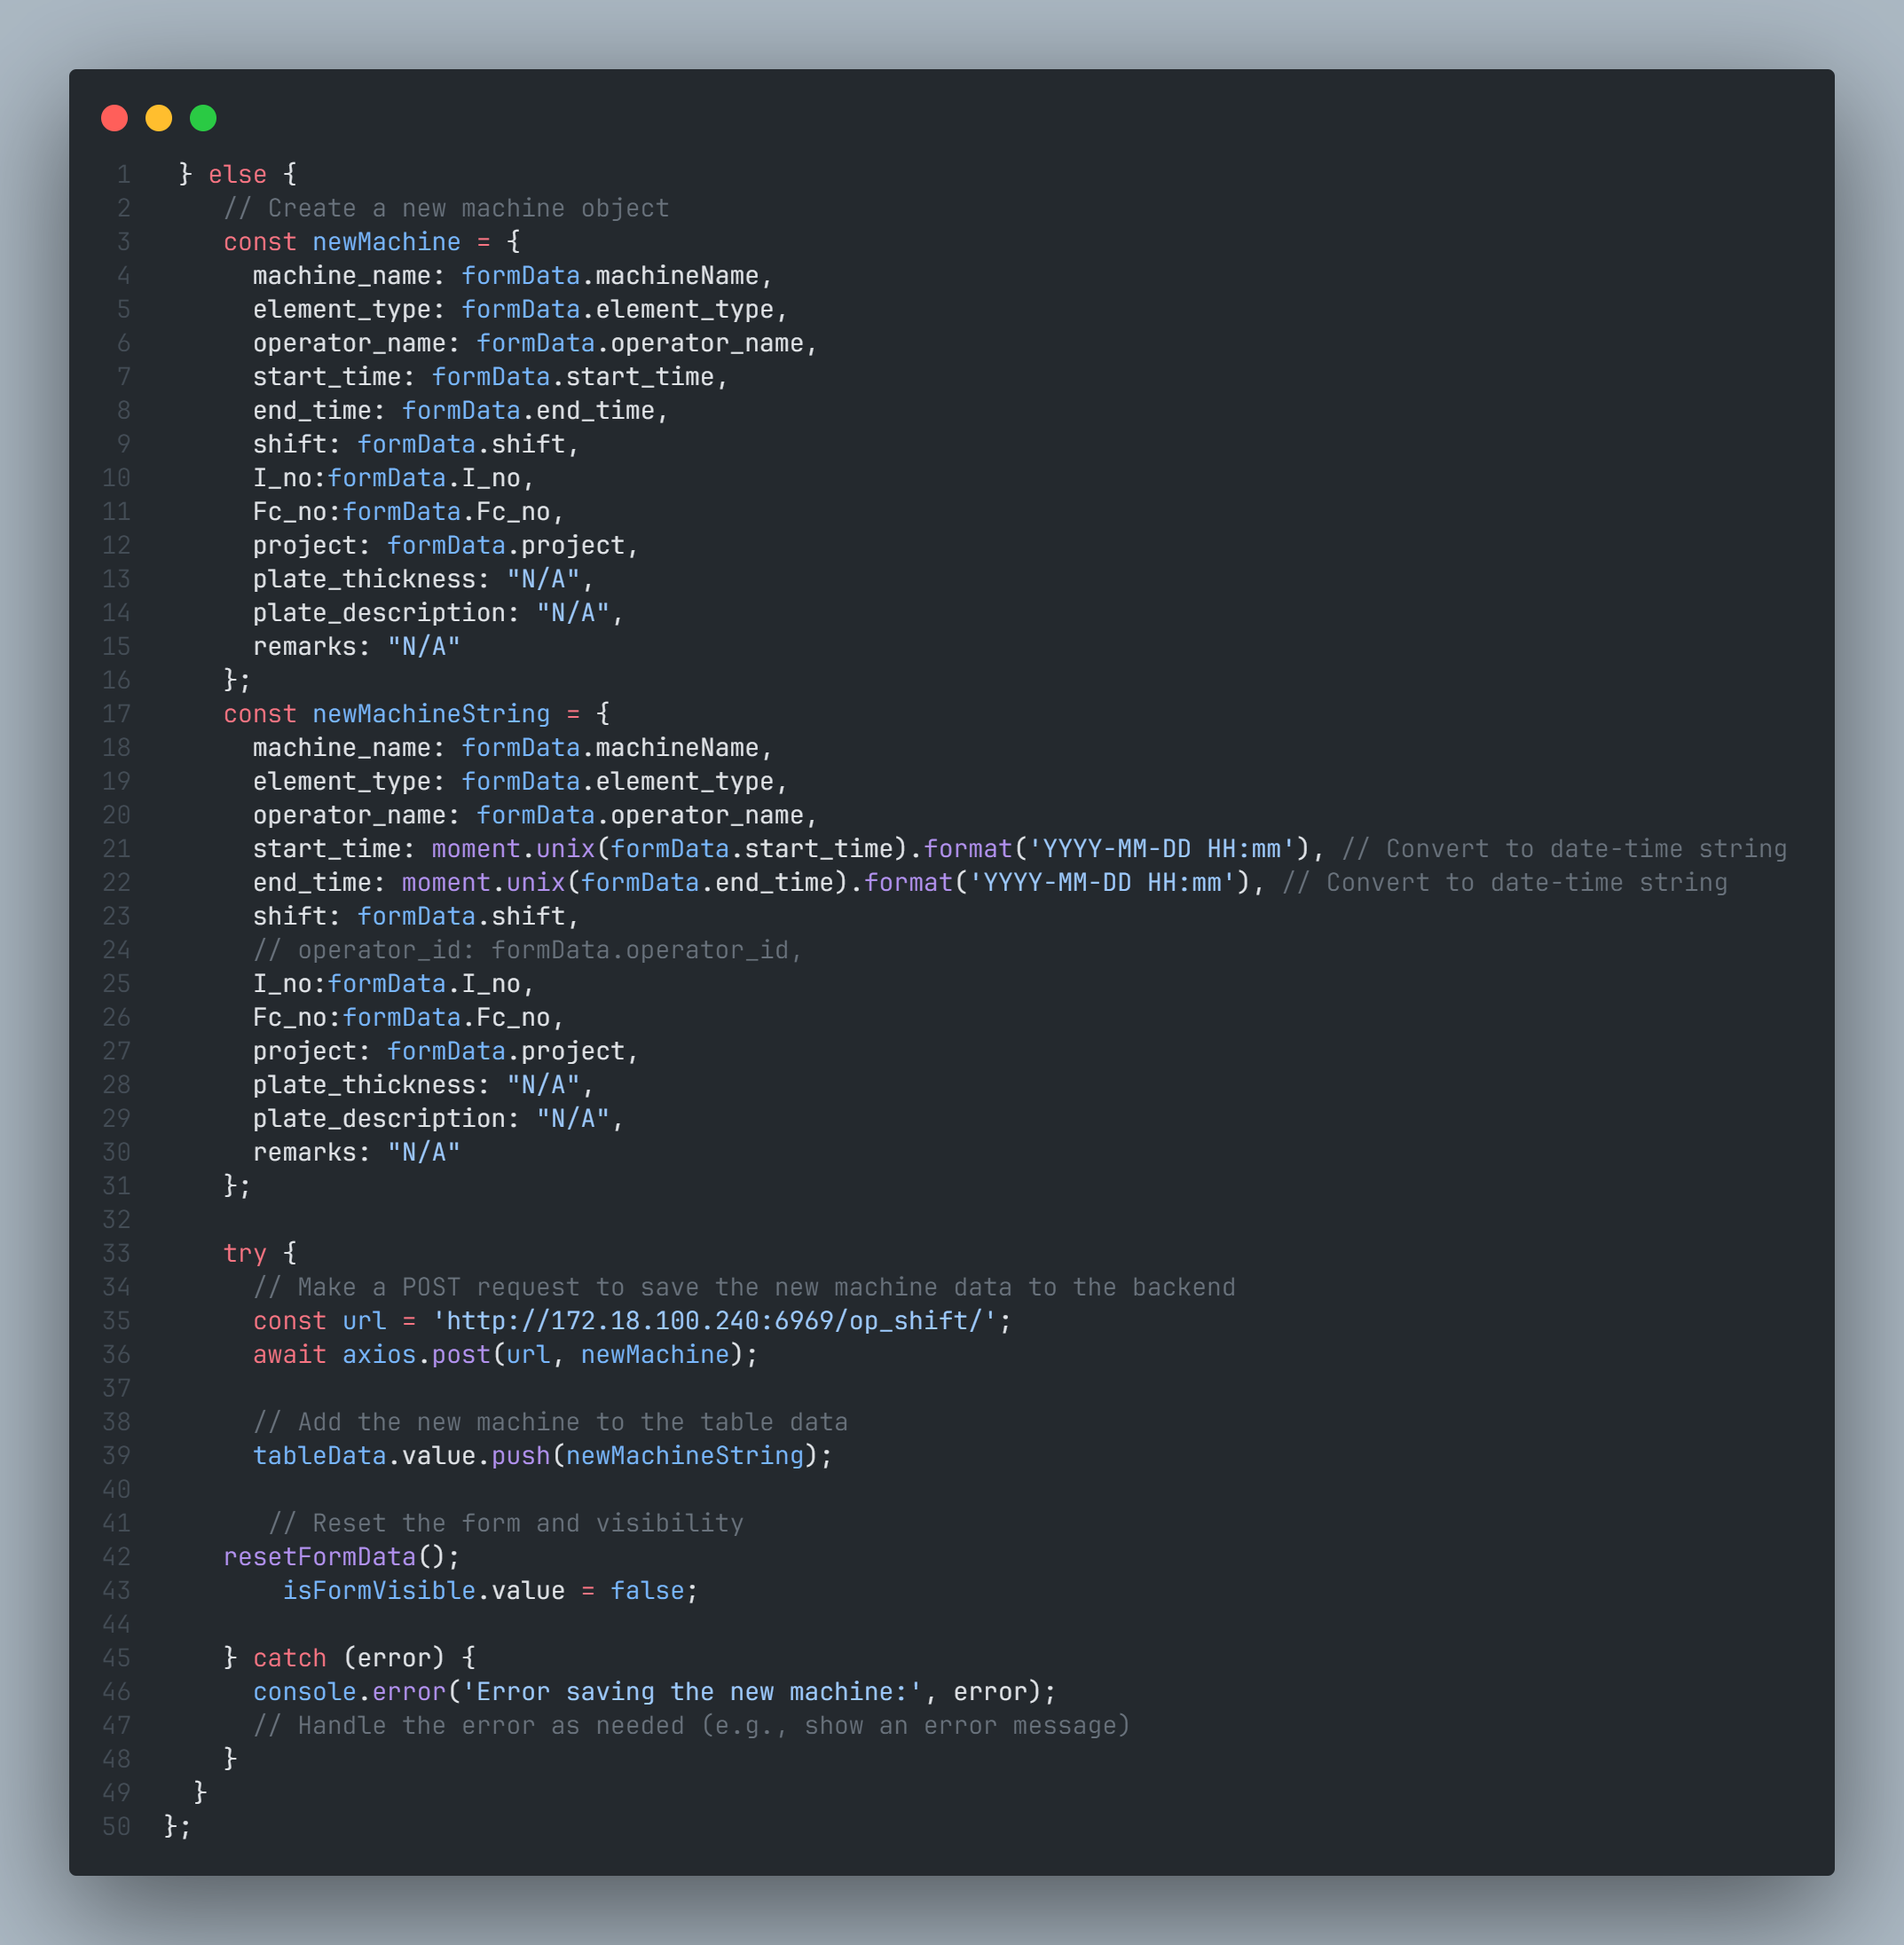 1 } else {
2 // Create a new machine object
3 const newMachine = {
4 machine_name: formData.machineName,
5 element_type: formData.element_type,
6 operator_name: formData.operator_name,
7 start_time: formData.start_time,
8 end_time: formData.end_time,
9 shift: formData.shift,
10 I_no:formData.I_no,
11 Fc_no:formData.Fc_no,
12 project: formData.project,
13 plate_thickness: "N/A",
14 plate_description: "N/A",
15 remarks: "N/A"
16 };
17 const newMachineString = {
18 machine_name: formData.machineName,
19 element_type: formData.element_type,
20 operator_name: formData.operator_name,
21 start_time: moment.unix(formData.start_time).format('YYYY-MM-DD HH:mm'), // Convert to date-time string
22 end_time: moment.unix(formData.end_time).format('YYYY-MM-DD HH:mm'), // Convert to date-time string
23 shift: formData.shift,
24 // operator_id: formData.operator_id,
25 I_no:formData.I_no,
26 Fc_no:formData.Fc_no,
27 project: formData.project,
28 plate_thickness: "N/A",
29 plate_description: "N/A",
30 remarks: "N/A"
31 };
32
33 try {
34 // Make a POST request to save the new machine data to the backend
35 const url = 'http://172.18.100.240:6969/op_shift/';
36 await axios.post(url, newMachine);
37
38 // Add the new machine to the table data
39 tableData.value.push(newMachineString);
40
41 // Reset the form and visibility
42 resetFormData();
43 isFormVisible.value = false;
44
45 } catch (error) {
46 console.error('Error saving the new machine:', error);
47 // Handle the error as needed (e.g., show an error message)
48 }
49 }
50 };